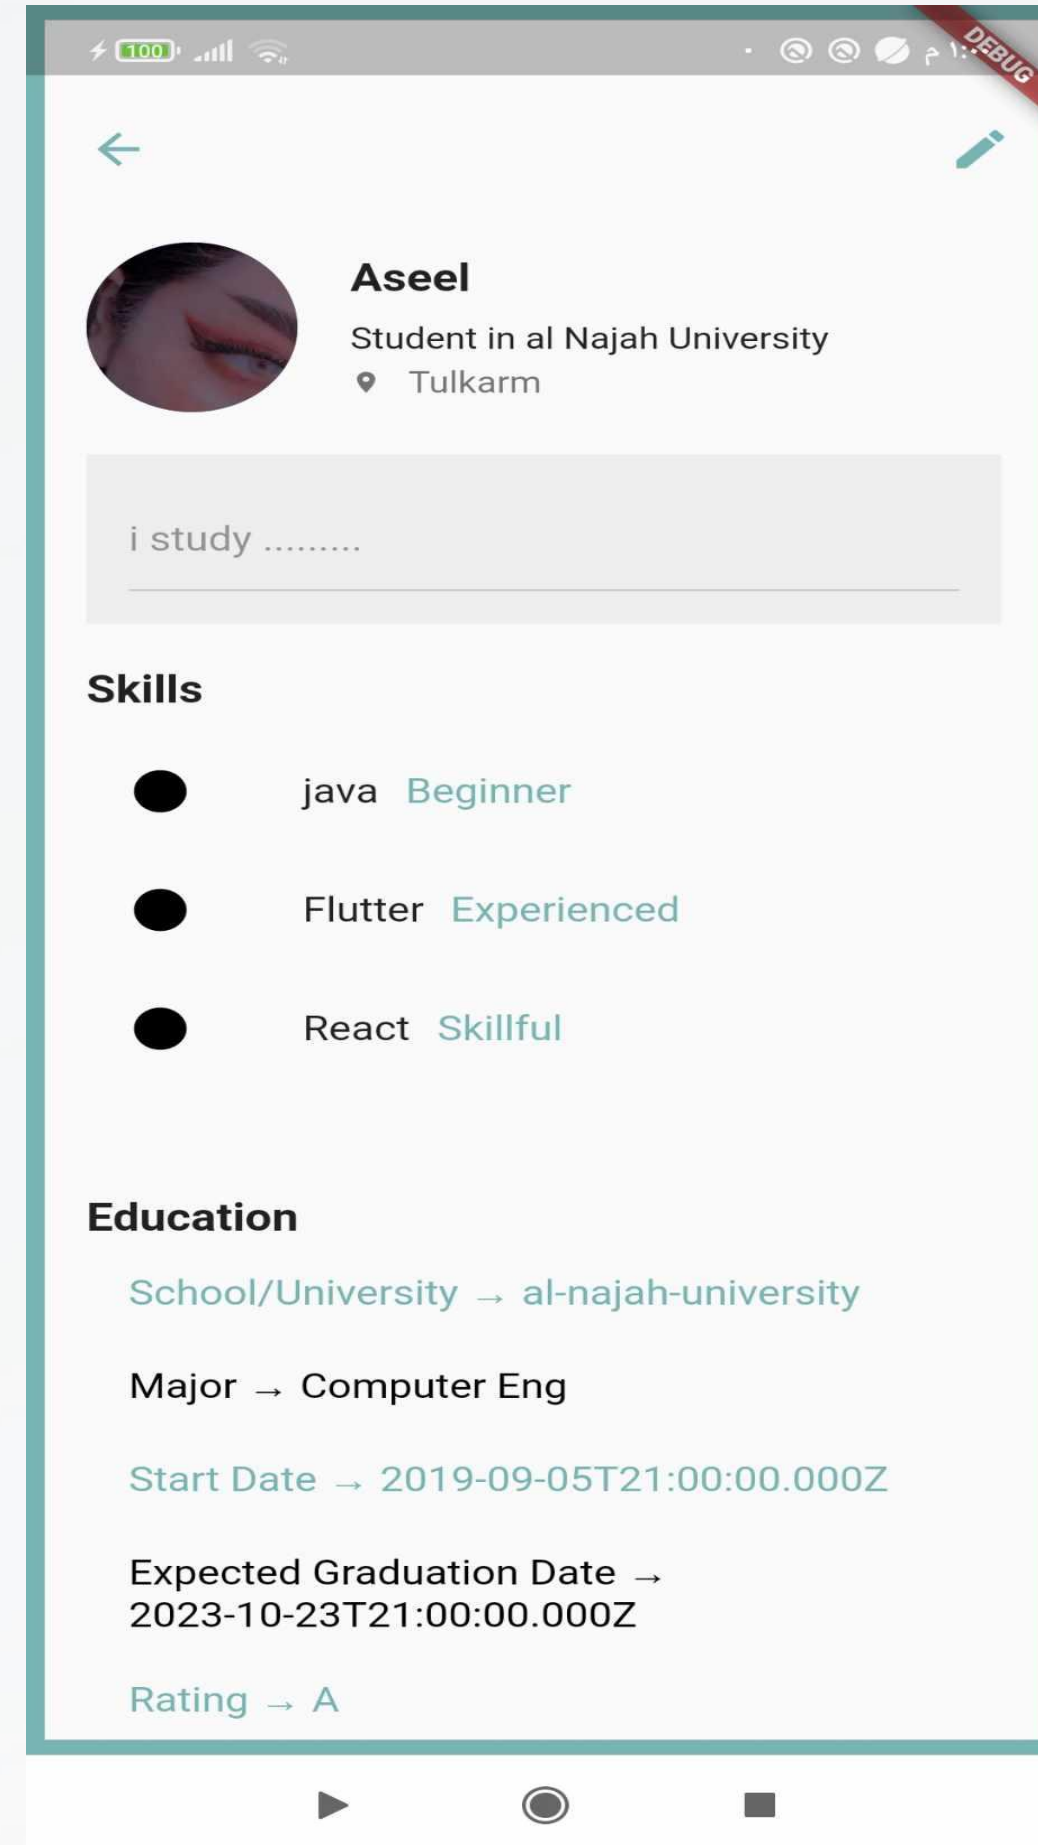 100
DEBUG
Aseel
Student in al Najah University
Tulkarm
i study .........
Skills
java Beginner
Flutter Experienced
React Skillful
Education
School/University → al-najah-university
Major → Computer Eng
Start Date → 2019-09-05T21:00:00.000Z
Expected Graduation Date →
2023-10-23T21:00:00.000Z
Rating → A